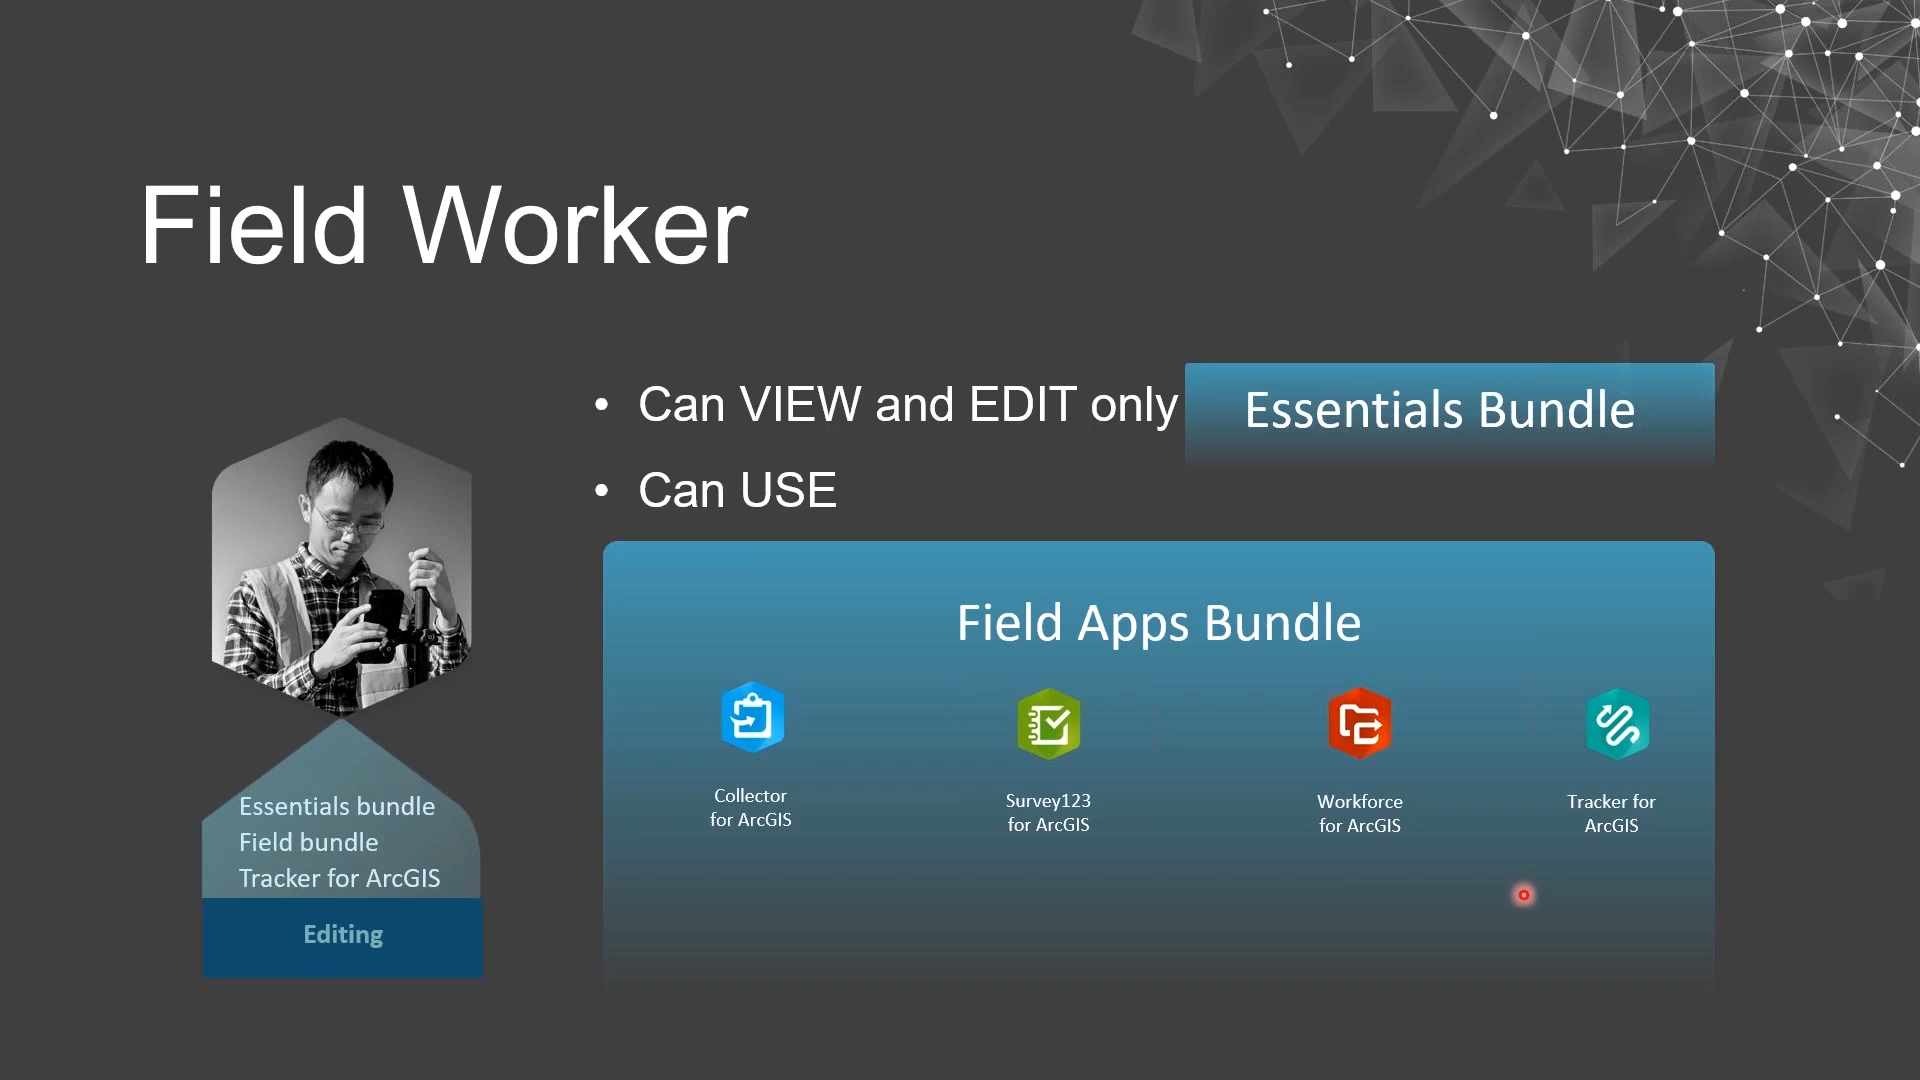 Field Worker
• Can VIEW and EDIT only
Essentials Bundle
• Can USE
Field Apps Bundle
Collector
for ArcGIS
Survey123
for ArcGIS
Workforce
for ArcGIS
Tracker for
ArcGIS
Essentials bundle
Field bundle
Tracker for ArcGIS
Editing